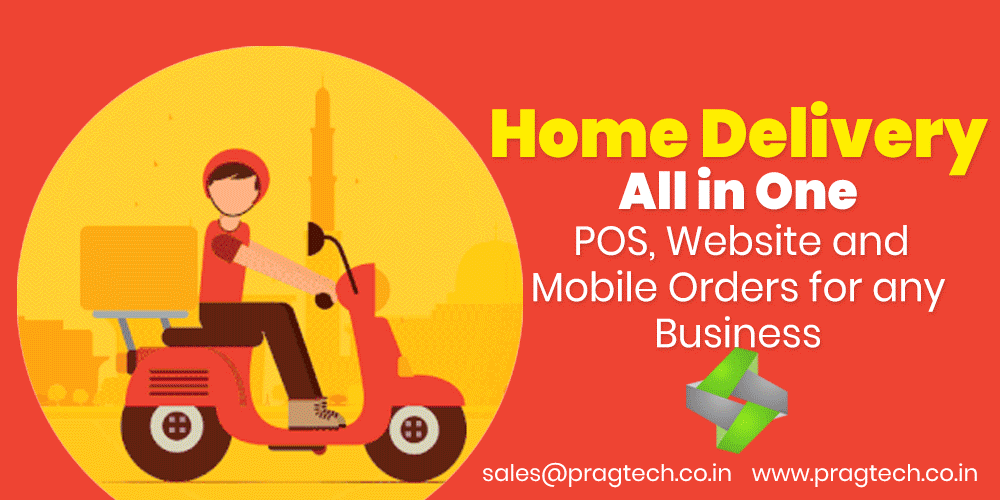 Home Delivery
All in One
POS, Website and
Mobile Orders for any
Business
sales@pragtech.co.in www.pragtech.co.in